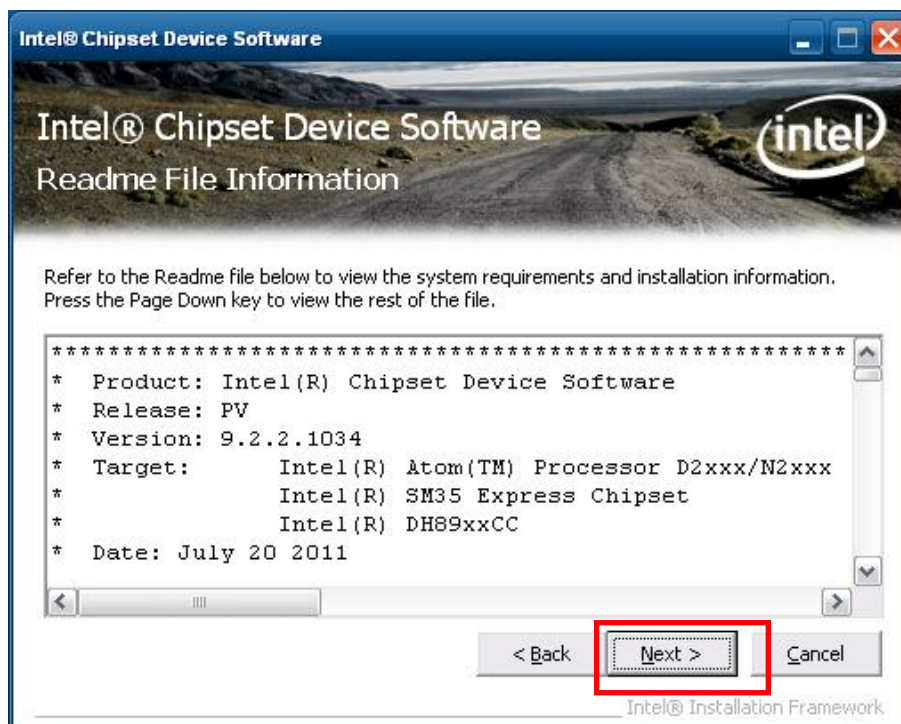 Intel® Chipset Device Software
Intel® Chipset Device Software
intel
Readme File Information
Refer to the Readme file below to view the system requirements and installation information.
Press the Page Down key to view the rest of the file.
********************************************************
* Product: Intel(R) Chipset Device Software
* Release: PV
* Version: 9.2.2.1034
* Target: Intel(R) Atom(TM) Processor D2xxx/N2xxx
* Intel(R) SM35 Express Chipset
* Intel(R) DH89xxCC
* Date: July 20 2011
< Back Next > Cancel
Intel® Installation Framework